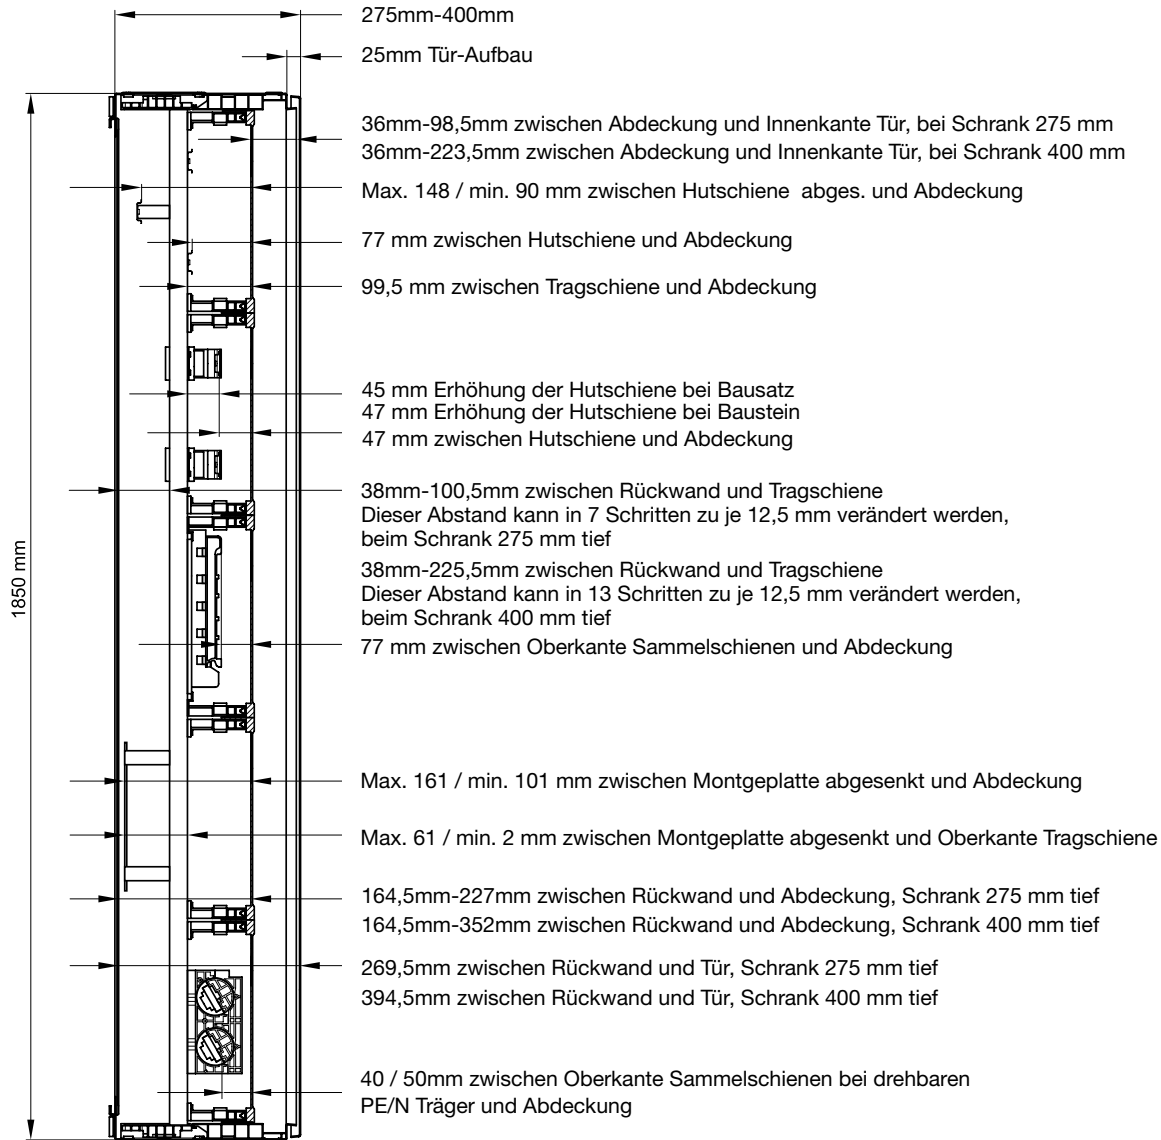 275mm-400mm
25mm Tür-Aufbau
36mm-98,5mm zwischen Abdeckung und Innenkante Tür, bei Schrank 275 mm
36mm-223,5mm zwischen Abdeckung und Innenkante Tür, bei Schrank 400 mm
Max. 148 / min. 90 mm zwischen Hutschiene abges. und Abdeckung
77 mm zwischen Hutschiene und Abdeckung
99,5 mm zwischen Tragschiene und Abdeckung
45 mm Erhöhung der Hutschiene bei Bausatz
47 mm Erhöhung der Hutschiene bei Baustein
47 mm zwischen Hutschiene und Abdeckung
38mm-100,5mm zwischen Rückwand und Tragschiene
Dieser Abstand kann in 7 Schritten zu je 12,5 mm verändert werden,
beim Schrank 275 mm tief
38mm-225,5mm zwischen Rückwand und Tragschiene
Dieser Abstand kann in 13 Schritten zu je 12,5 mm verändert werden,
beim Schrank 400 mm tief
1850 mm
77 mm zwischen Oberkante Sammelschienen und Abdeckung
Max. 161 / min. 101 mm zwischen Montgeplatte abgesenkt und Abdeckung
Max. 61 / min. 2 mm zwischen Montgeplatte abgesenkt und Oberkante Tragschiene
164,5mm-227mm zwischen Rückwand und Abdeckung, Schrank 275 mm tief
164,5mm-352mm zwischen Rückwand und Abdeckung, Schrank 400 mm tief
269,5mm zwischen Rückwand und Tür, Schrank 275 mm tief
394,5mm zwischen Rückwand und Tür, Schrank 400 mm tief
40 / 50mm zwischen Oberkante Sammelschienen bei drehbaren
PE/N Träger und Abdeckung